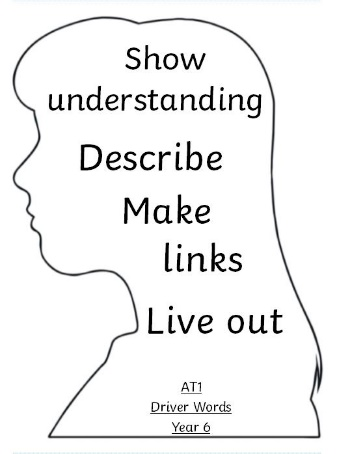 Show
understanding
Describe
Make
links
Live out
AT1
Driver Words
Year 6